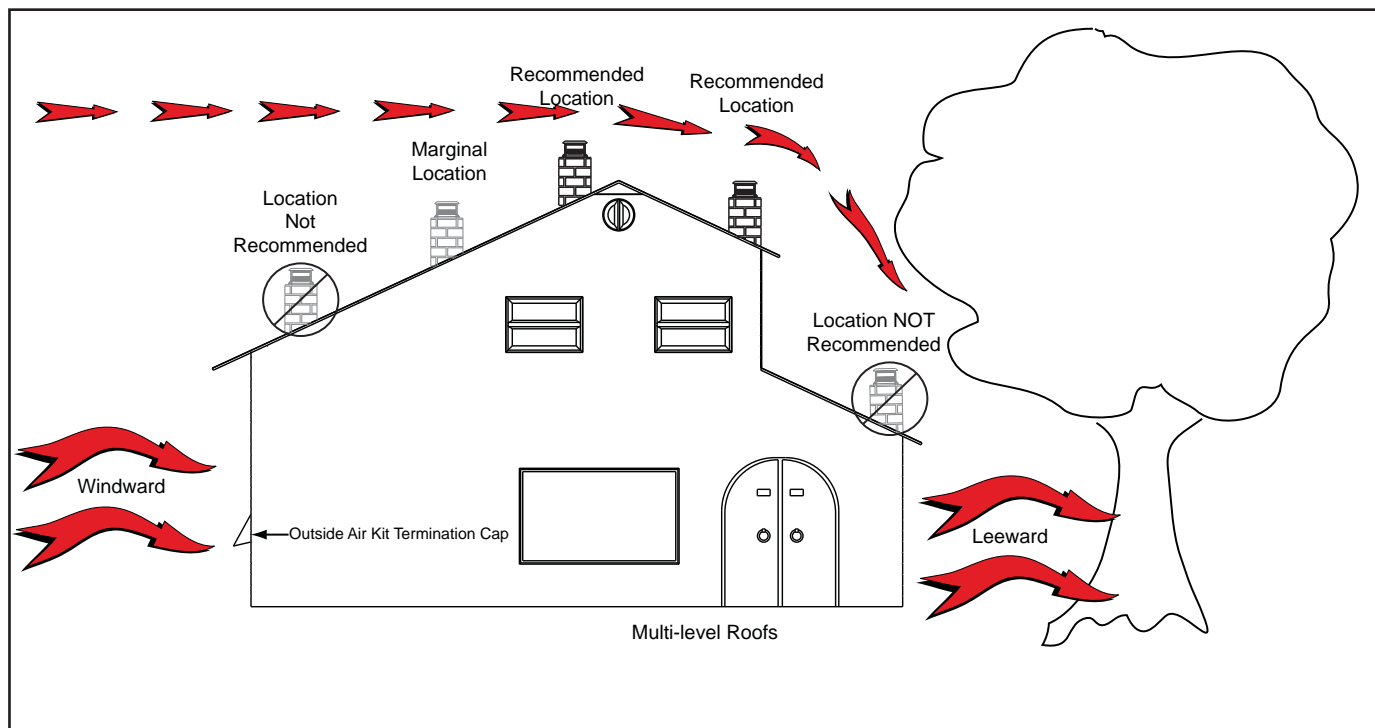 Recommended
Location
Recommended
Location
Marginal
Location
Location
Not
Recommended
Location NOT
Recommended
Windward
Outside Air Kit Termination Cap
Leeward
Multi-level Roofs